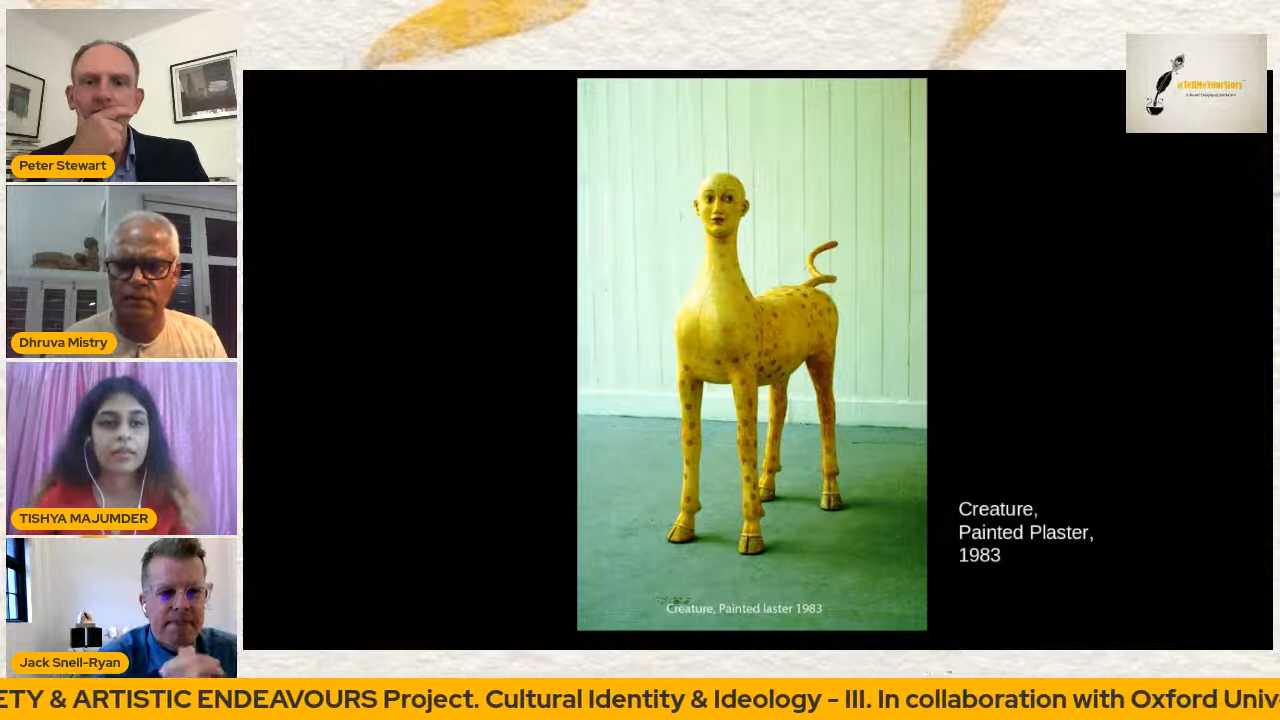 Peter Stewart
Dhruva Mistry
TISHYA MAJUMDER
Jack Snell-Ryan
#TellMeYourStory
Creature,
Painted Plaster,
1983
Creature, Painted laster 1983
ETY & ARTISTIC ENDEAVOURS Project. Cultural Identity & Ideology - III. In collaboration with Oxford Univ